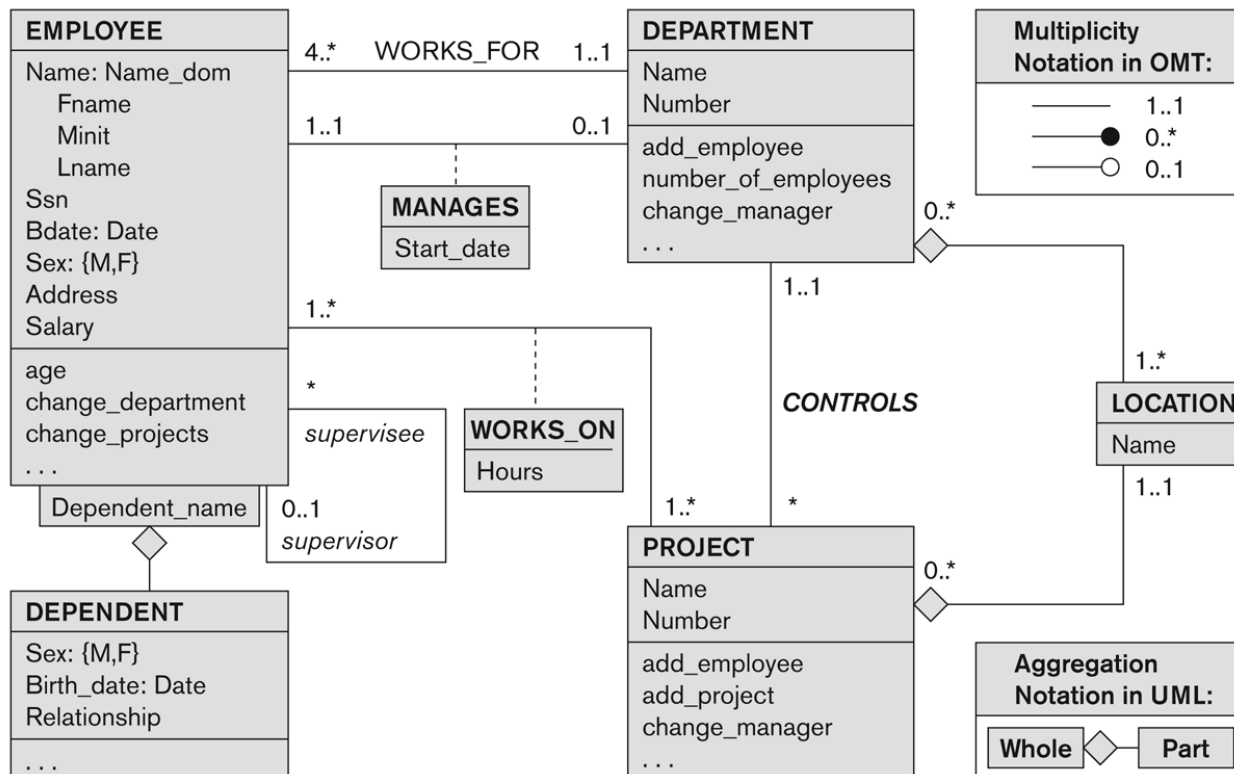 EMPLOYEE
Name: Name_dom
Fname
Minit
Lname
Ssn
Bdate: Date
Sex: {M,F}
Address
Salary
age
change_department
change_projects
. . .
Dependent_name
4..*
WORKS_FOR
1..1
1..1
0..1
MANAGES
Start_date
1..*
*
supervisee
0..1
supervisor
WORKS_ON
Hours
1..*
DEPARTMENT
Name
Number
add_employee
number_of_employees
change_manager
. . .
0..*
1..1
CONTROLS
*
1..*
LOCATION
Name
1..1
PROJECT
Name
Number
add_employee
add_project
change_manager
. . .
0..*
DEPENDENT
Sex: {M,F}
Birth_date: Date
Relationship
. . .
Multiplicity
Notation in OMT:
1..1
0..*
0..1
Aggregation
Notation in UML:
Whole
Part